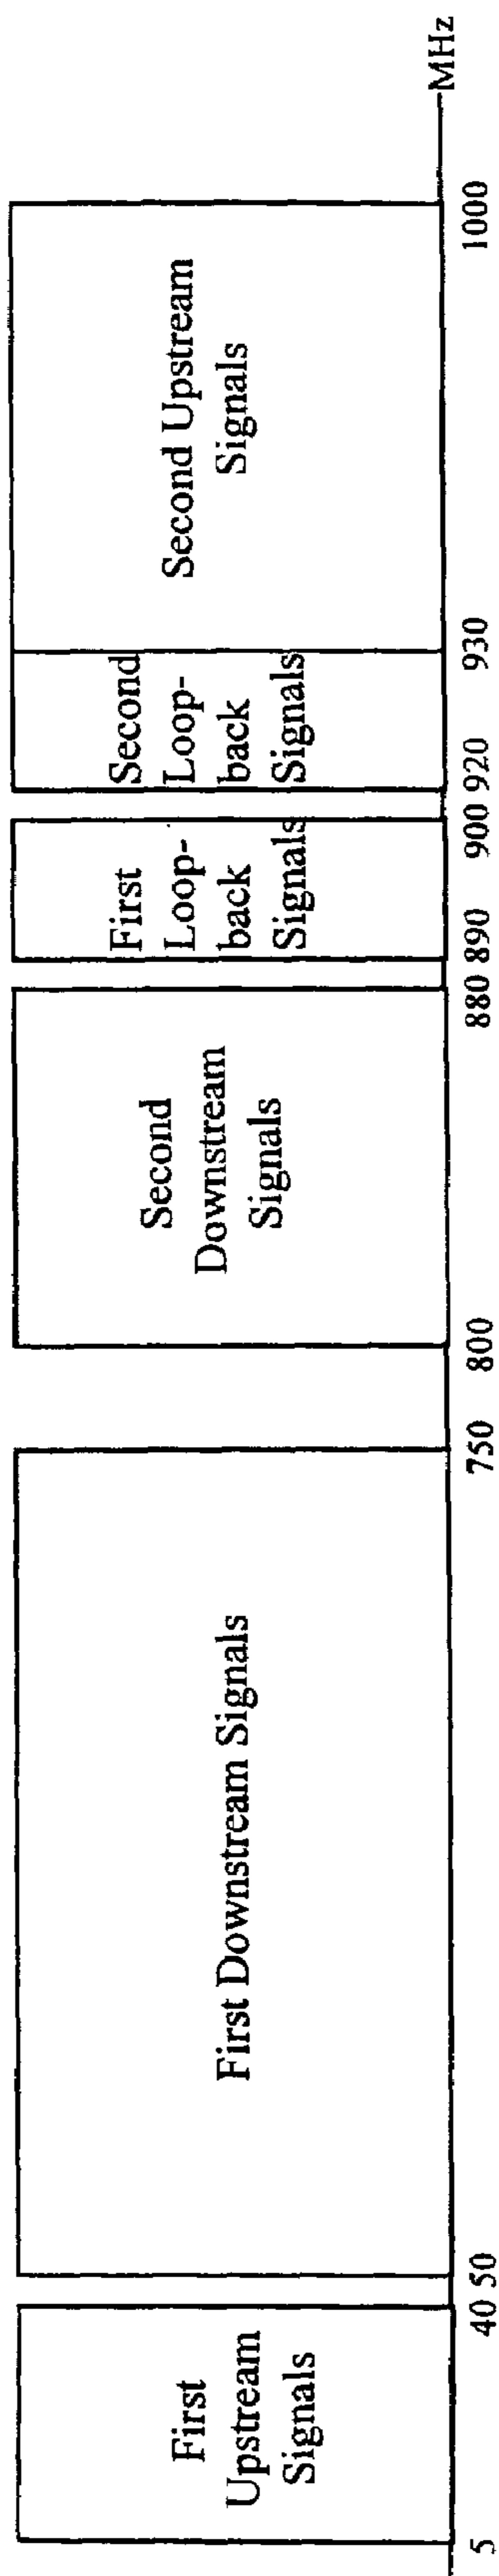 First
Upstream
Signals
First Downstream Signals
Second
Downstream
Signals
First
Loop-
back
Signals
Second
Loop-
back
Signals
Second Upstream
Signals
5 40 50 750 800 880 890 900 920 930 1000 MHz